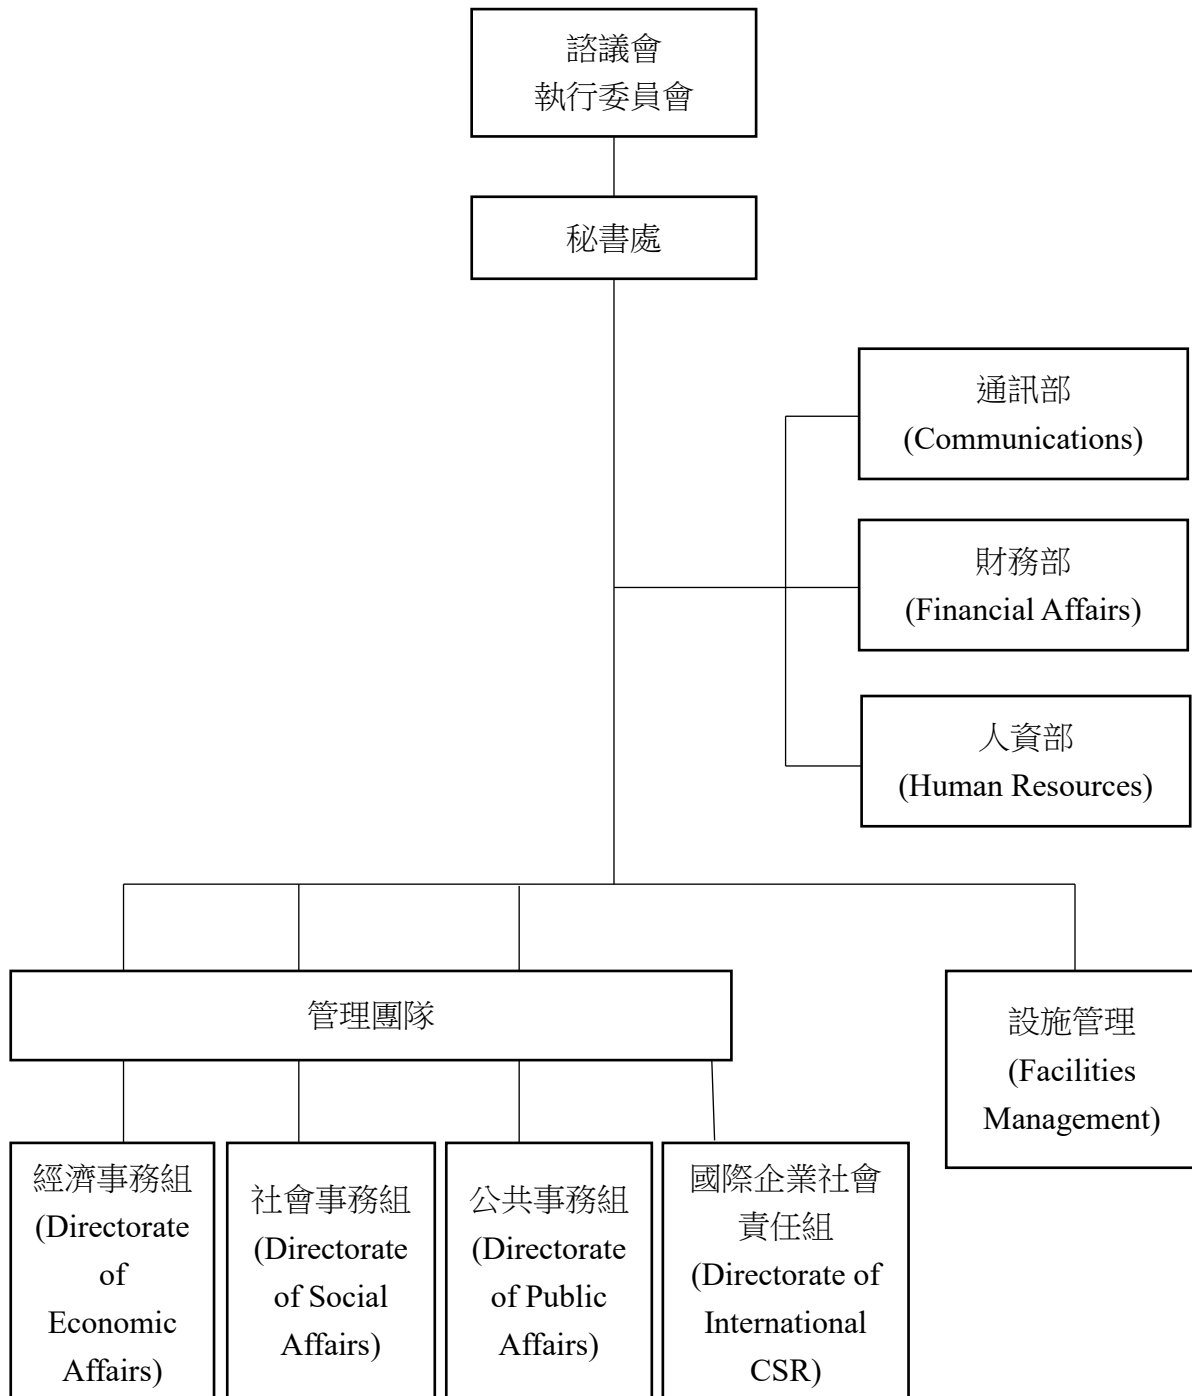 諮議會
執行委員會
秘書處
通訊部
(Communications)
財務部
(Financial Affairs)
人資部
(Human Resources)
管理團隊
設施管理
(Facilities
Management)
經濟事務組
(Directorate
of
Economic
Affairs)
社會事務組
(Directorate
of Social
Affairs)
公共事務組
(Directorate
of Public
Affairs)
國際企業社會
責任組
(Directorate of
International
CSR)